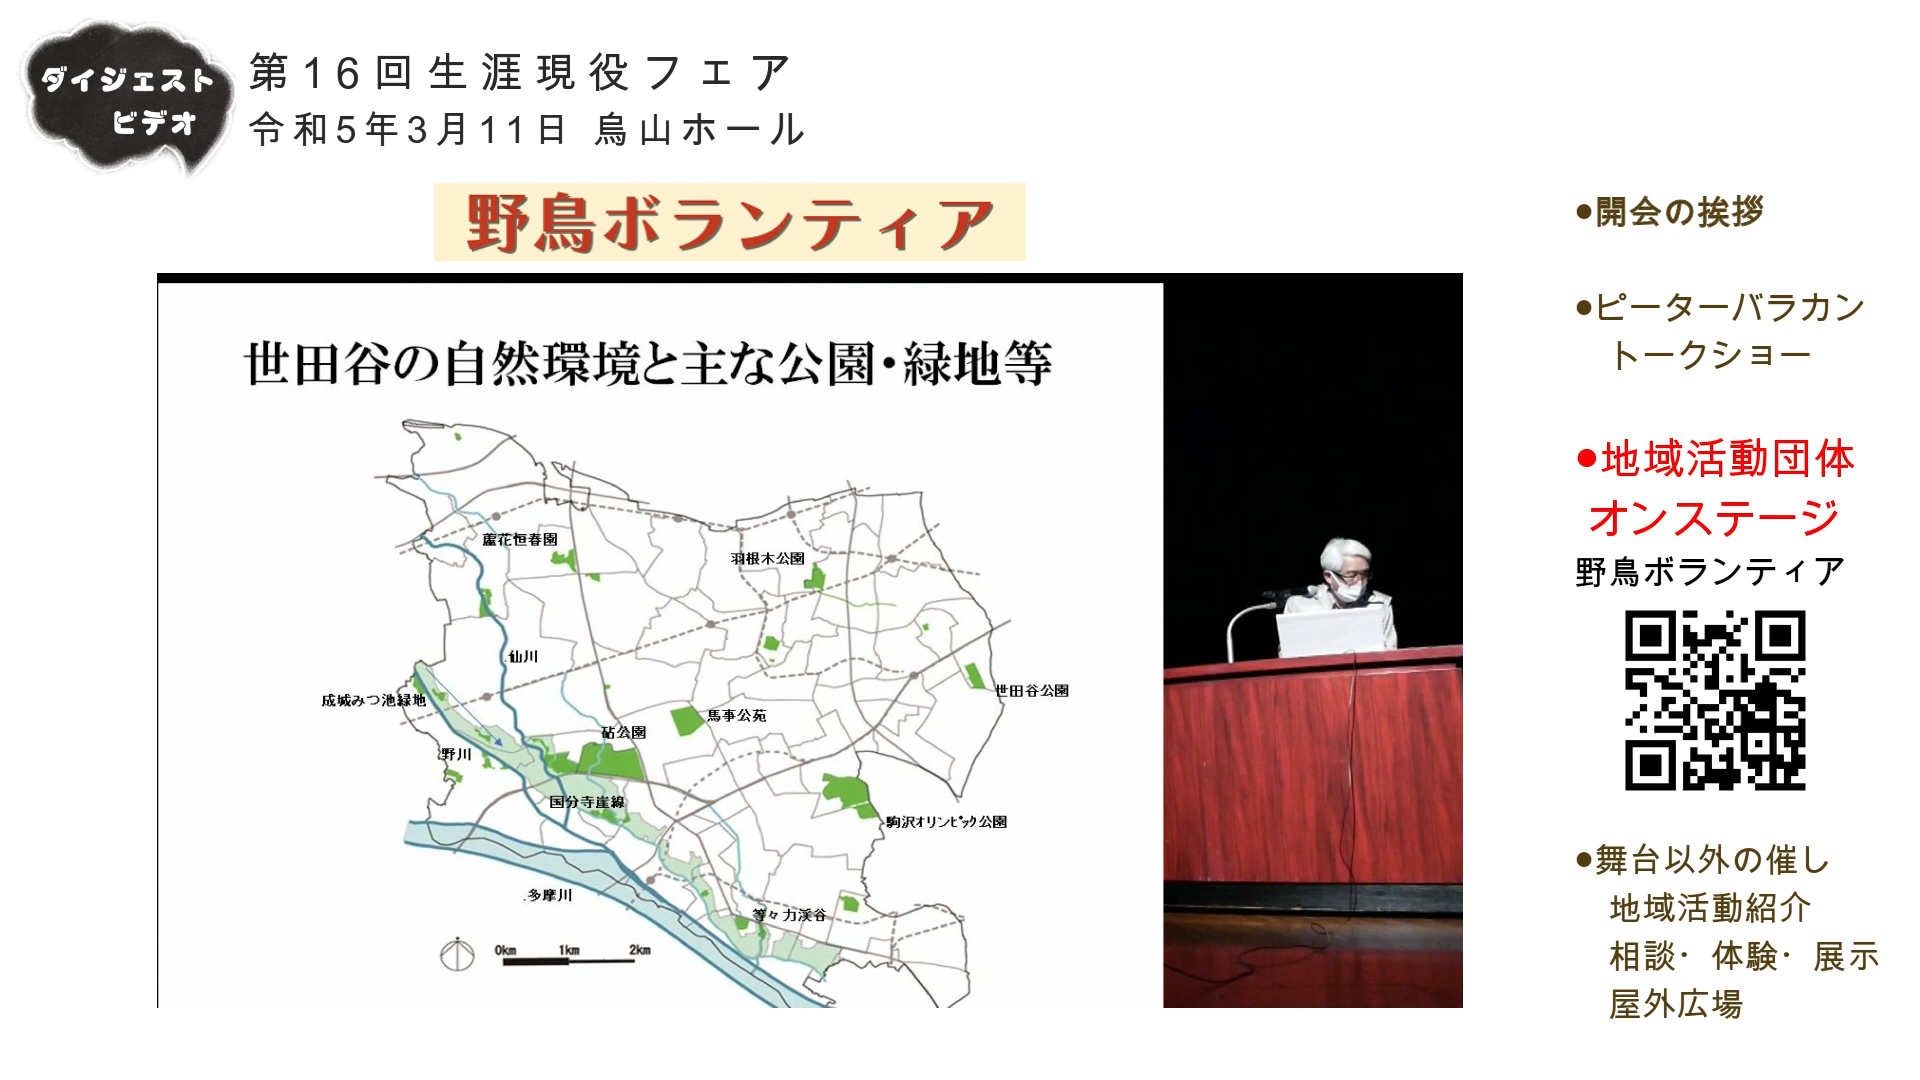 ダイジェスト
ビデオ
第16回生涯現役フェア
令和5年3月11日 烏山ホール
野鳥ボランティア
世田谷の自然環境と主な公園・緑地等
蘆花恒春園
羽根木公園
仙川
成城みつ池緑地
世田谷公園
馬事公苑
砧公園
野川
国分寺崖線
駒沢オリンピック公園
多摩川
等々力渓谷
0km 1km 2km
●開会の挨拶
●ピーターバラカン
トークショー
●地域活動団体
オンステージ
野鳥ボランティア
●舞台以外の催し
地域活動紹介
相談・体験・展示
屋外広場